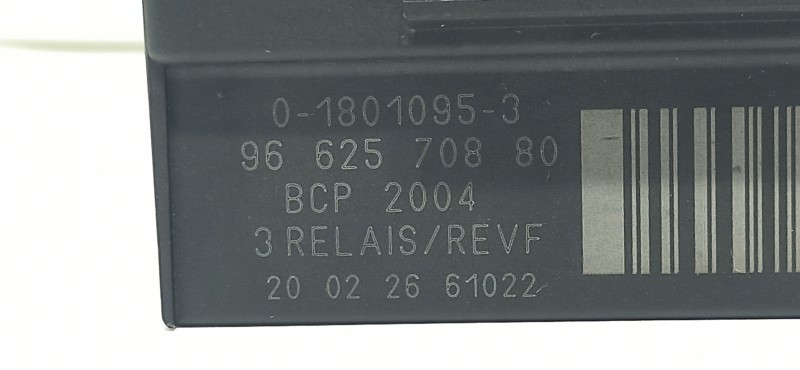 0-1801095-3
96 625 708 80
BCP 2004
3 RELAIS/REVF
20 02 26 61022